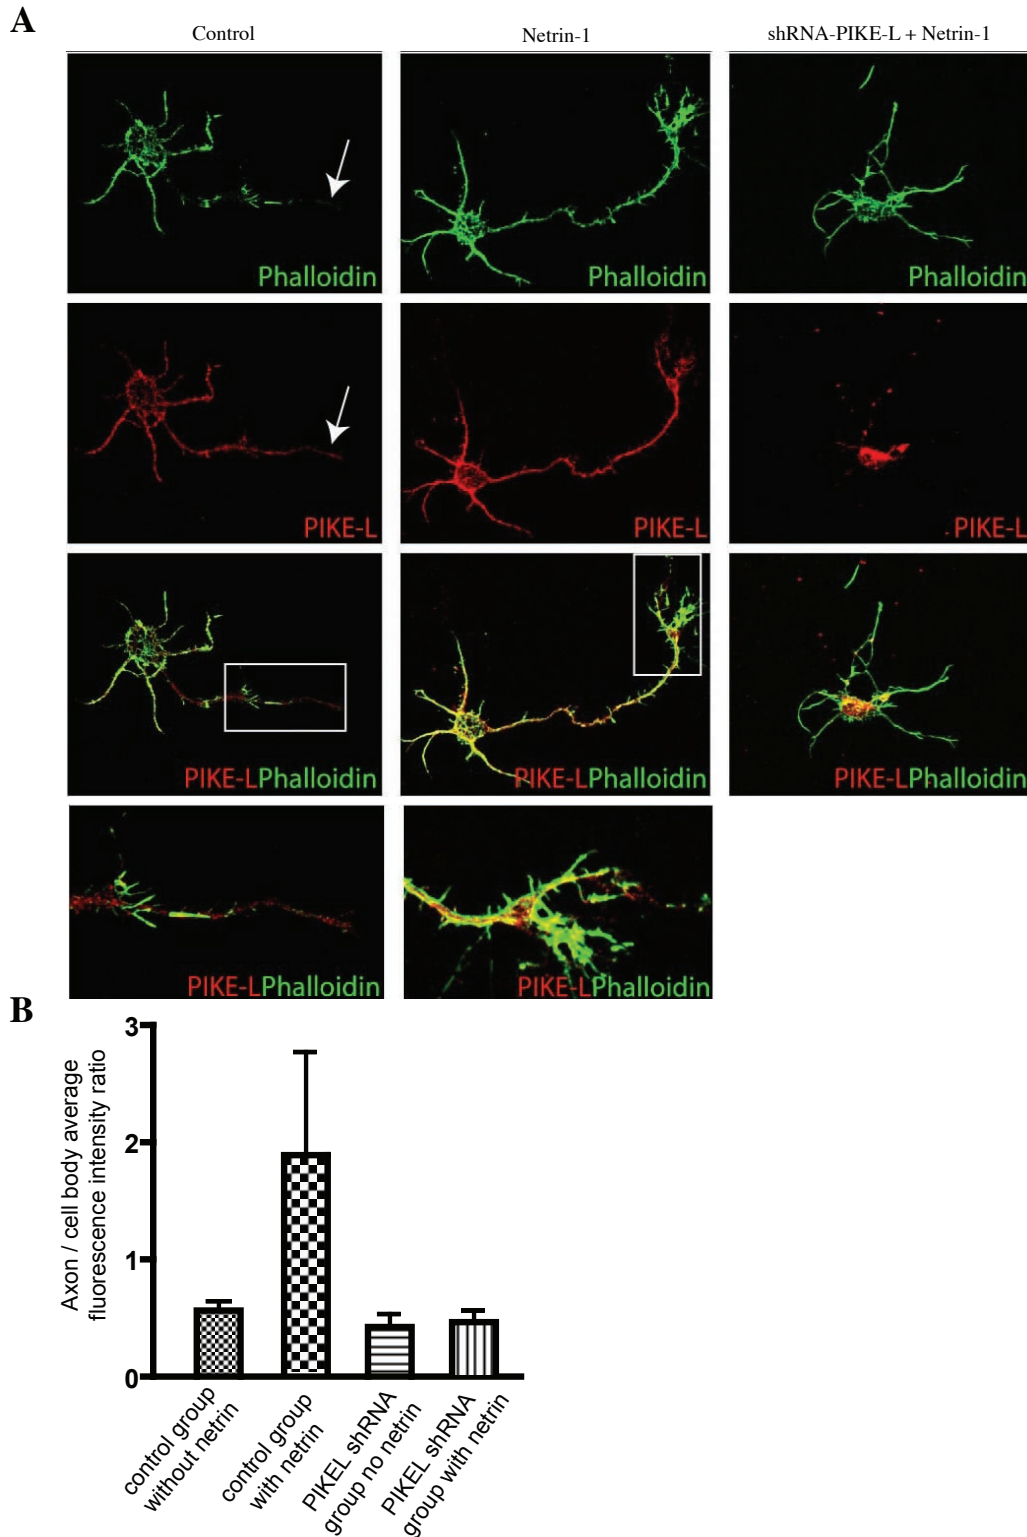 A
Control
Netrin-1
shRNA-PIKE-L + Netrin-1
Phalloidin
Phalloidin
Phalloidin
PIKE-L
PIKE-L
PIKE-L
PIKE-LPhalloidin
PIKE-LPhalloidin
PIKE-LPhalloidin
PIKE-LPhalloidin
PIKE-LPhalloidin
B
Axon / cell body average
fluorescence intensity ratio
3
2
1
0
control group
without netrin
control group
with netrin
PIKEL shRNA
group no netrin
PIKEL shRNA
group with netrin